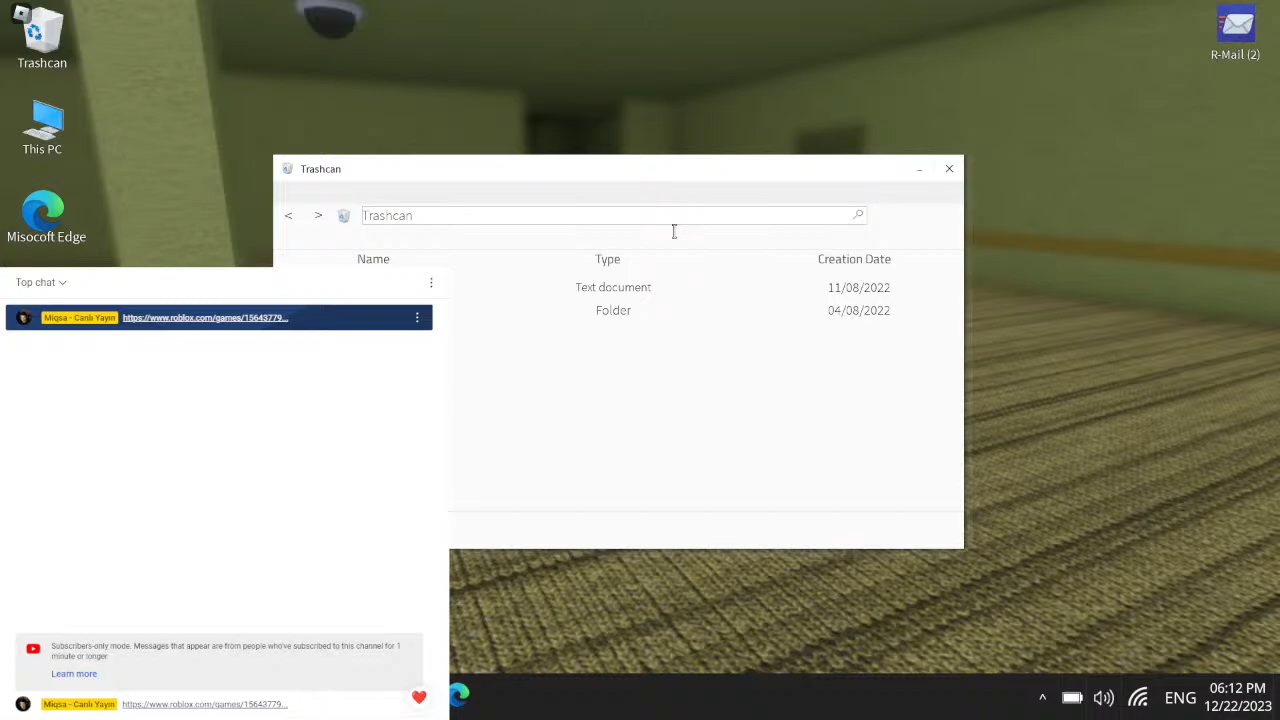 Trashcan
This PC
Misocoft Edge
R-Mail (2)
Trashcan
Trashcan
Name Type Creation Date
Text document 11/08/2022
Folder 04/08/2022
Top chat
Miqsa - Canlı Yayın https://www.roblox.com/games/15643779...
Subscribers-only mode. Messages that appear are from people who've subscribed to this channel for 1
minute or longer
Learn more
Miqsa - Canlı Yayın https://www.roblox.com/games/15643779...
ENG
06:12 PM
12/22/2023